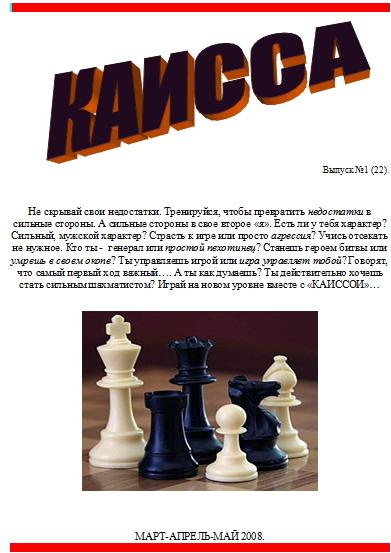 КАИССА
Выпуск №1 (22).
Не скрывай свои недостатки. Тренируйся, чтобы превратить недостатки в
сильные стороны. А сильные стороны в свое второе «я». Есть ли у тебя характер?
Сильный, мужской характер? Страсть к игре или просто агрессия? Учись отсекать
не нужное. Кто ты - генерал или простой пехотинец? Станешь героем битвы или
умрешь в своем окопе? Ты управляешь игрой или игра управляет тобой? Говорят,
что самый первый ход важный…. А ты как думаешь? Ты действительно хочешь
стать сильным шахматистом? Играй на новом уровне вместе с «КАИССОЙ»…
МАРТ-АПРЕЛЬ-МАЙ 2008.